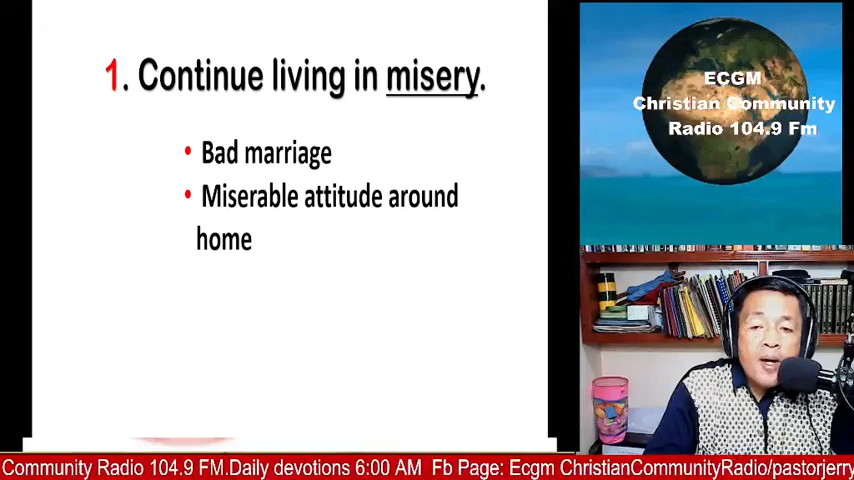 1. Continue living in misery.
• Bad marriage
• Miserable attitude around
home
ECGM
Christian Community
Radio 104.9 Fm
Community Radio 104.9 FM.Daily devotions 6:00 AM Fb Page: Ecgm ChristianCommunityRadio/pastorjerry